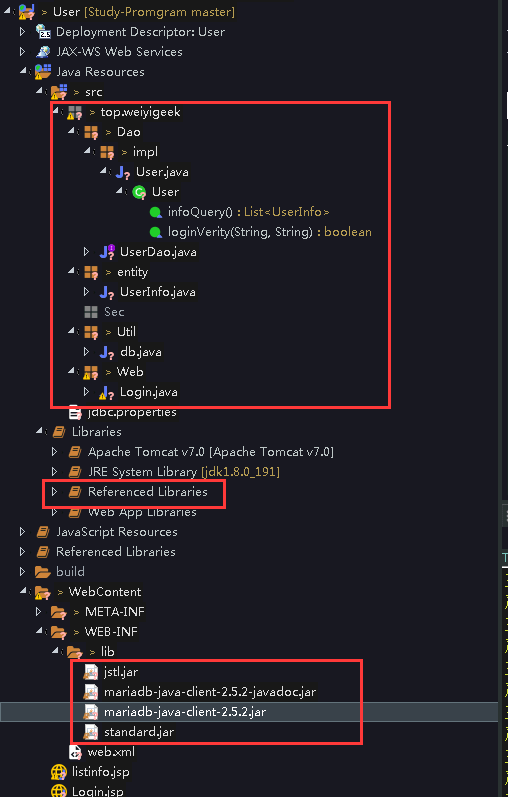 > User [Study-Promgram master]
Deployment Descriptor: User
JAX-WS Web Services
Java Resources
> src
> top.weiyigeek
> Dao
> impl
User.java
> User
infoQuery() : List<UserInfo>
loginVerity(String, String) : boolean
UserDao.java
> entity
UserInfo.java
Sec
> Util
db.java
> Web
Login.java
jdbc.properties
Libraries
Apache Tomcat v7.0 [Apache Tomcat v7.0]
JRE System Library [jdk1.8.0_191]
Referenced Libraries
Web App Libraries
JavaScript Resources
Referenced Libraries
build
> WebContent
> META-INF
> WEB-INF
> lib
jstl.jar
mariadb-java-client-2.5.2-javadoc.jar
mariadb-java-client-2.5.2.jar
standard.jar
web.xml
listinfo.jsp
Login.jsp